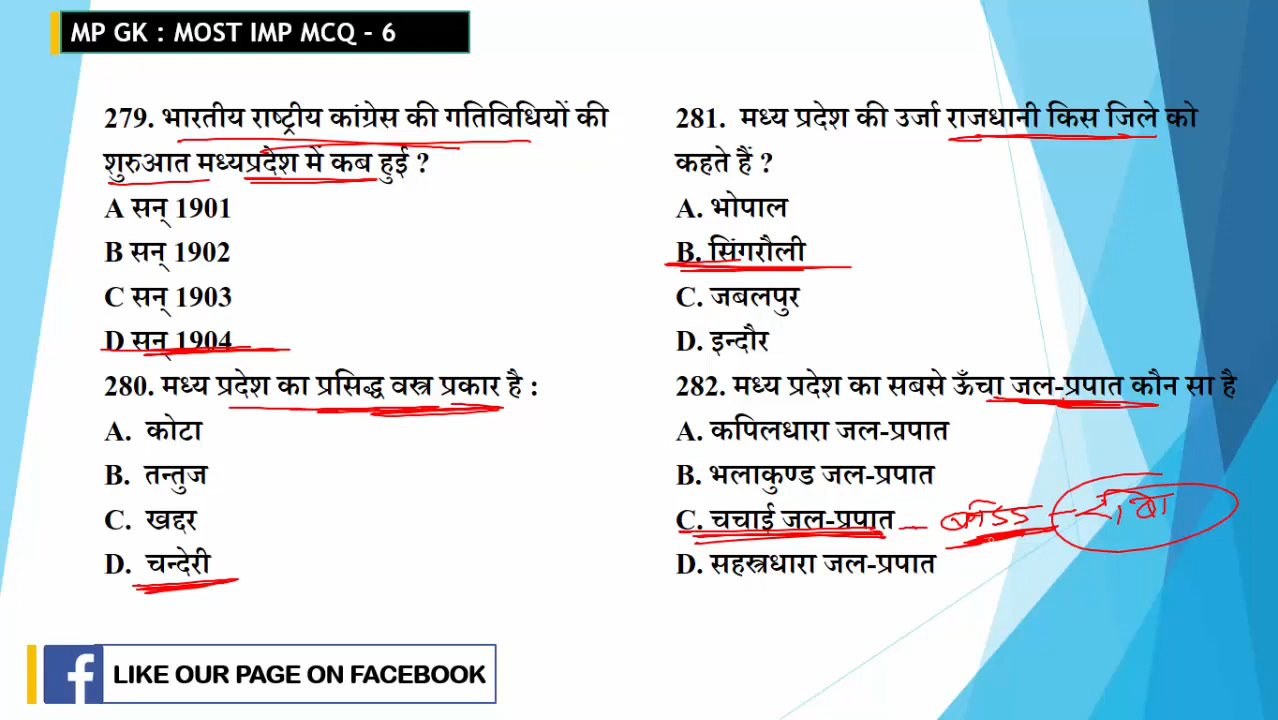 MP GK : MOST IMP MCQ - 6
279. भारतीय राष्ट्रीय कांग्रेस की गतिविधियों की
शुरुआत मध्यप्रदेश में कब हुई ?
A सन् 1901
B सन् 1902
C सन् 1903
D सन् 1904
280. मध्य प्रदेश का प्रसिद्ध वस्त्र प्रकार है :
A. कोटा
B. तन्तुज
C. खद्दर
D. चन्देरी
281. मध्य प्रदेश की उर्जा राजधानी किस जिले को
कहते हैं ?
A. भोपाल
B. सिंगरौली
C. जबलपुर
D. इन्दौर
282. मध्य प्रदेश का सबसे ऊँचा जल-प्रपात कौन सा है
A. कपिलधारा जल-प्रपात
B. भलाकुण्ड जल-प्रपात
C. चचाई जल-प्रपात
D. सहस्त्रधारा जल-प्रपात
f LIKE OUR PAGE ON FACEBOOK